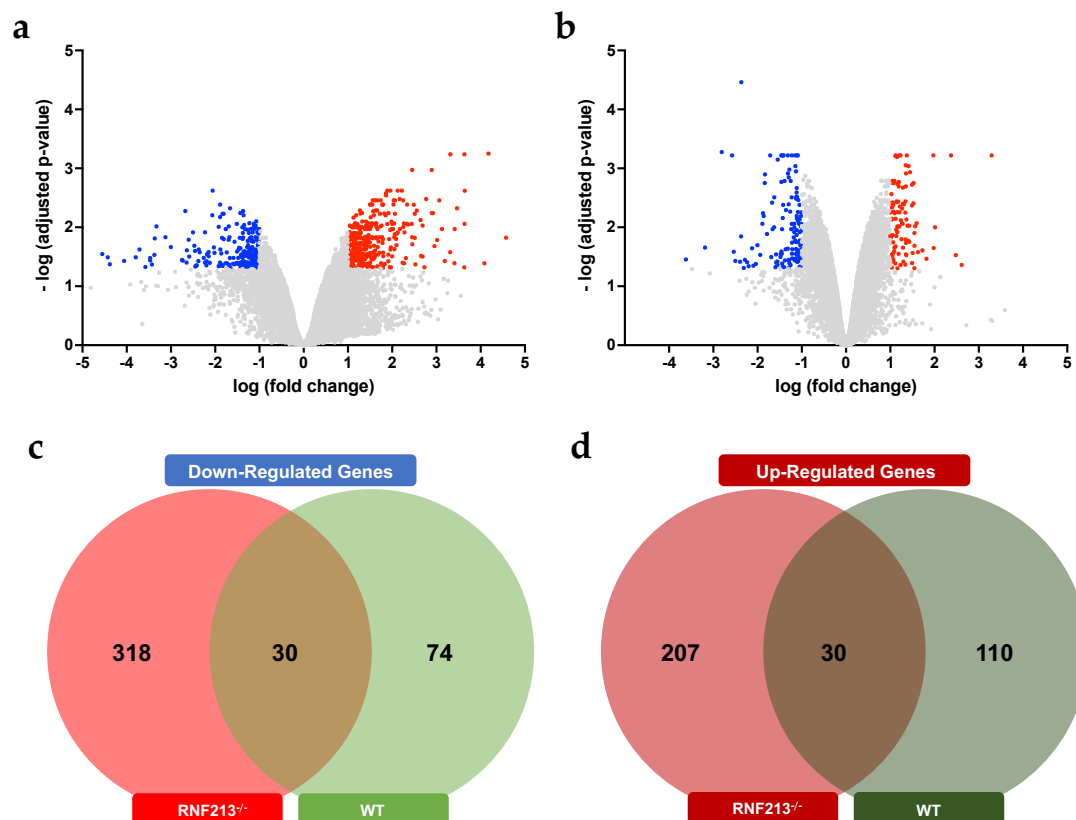 a
5
4
3
2
1
0
-5 -4 -3 -2 -1 0 1 2 3 4 5
- log (adjusted p-value)
log (fold change)
b
5
4
3
2
1
0
-4 -3 -2 -1 0 1 2 3 4 5
- log (adjusted p-value)
log (fold change)
c
Down-Regulated Genes
318 30 74
RNF213-/- WT
d
Up-Regulated Genes
207 30 110
RNF213-/- WT